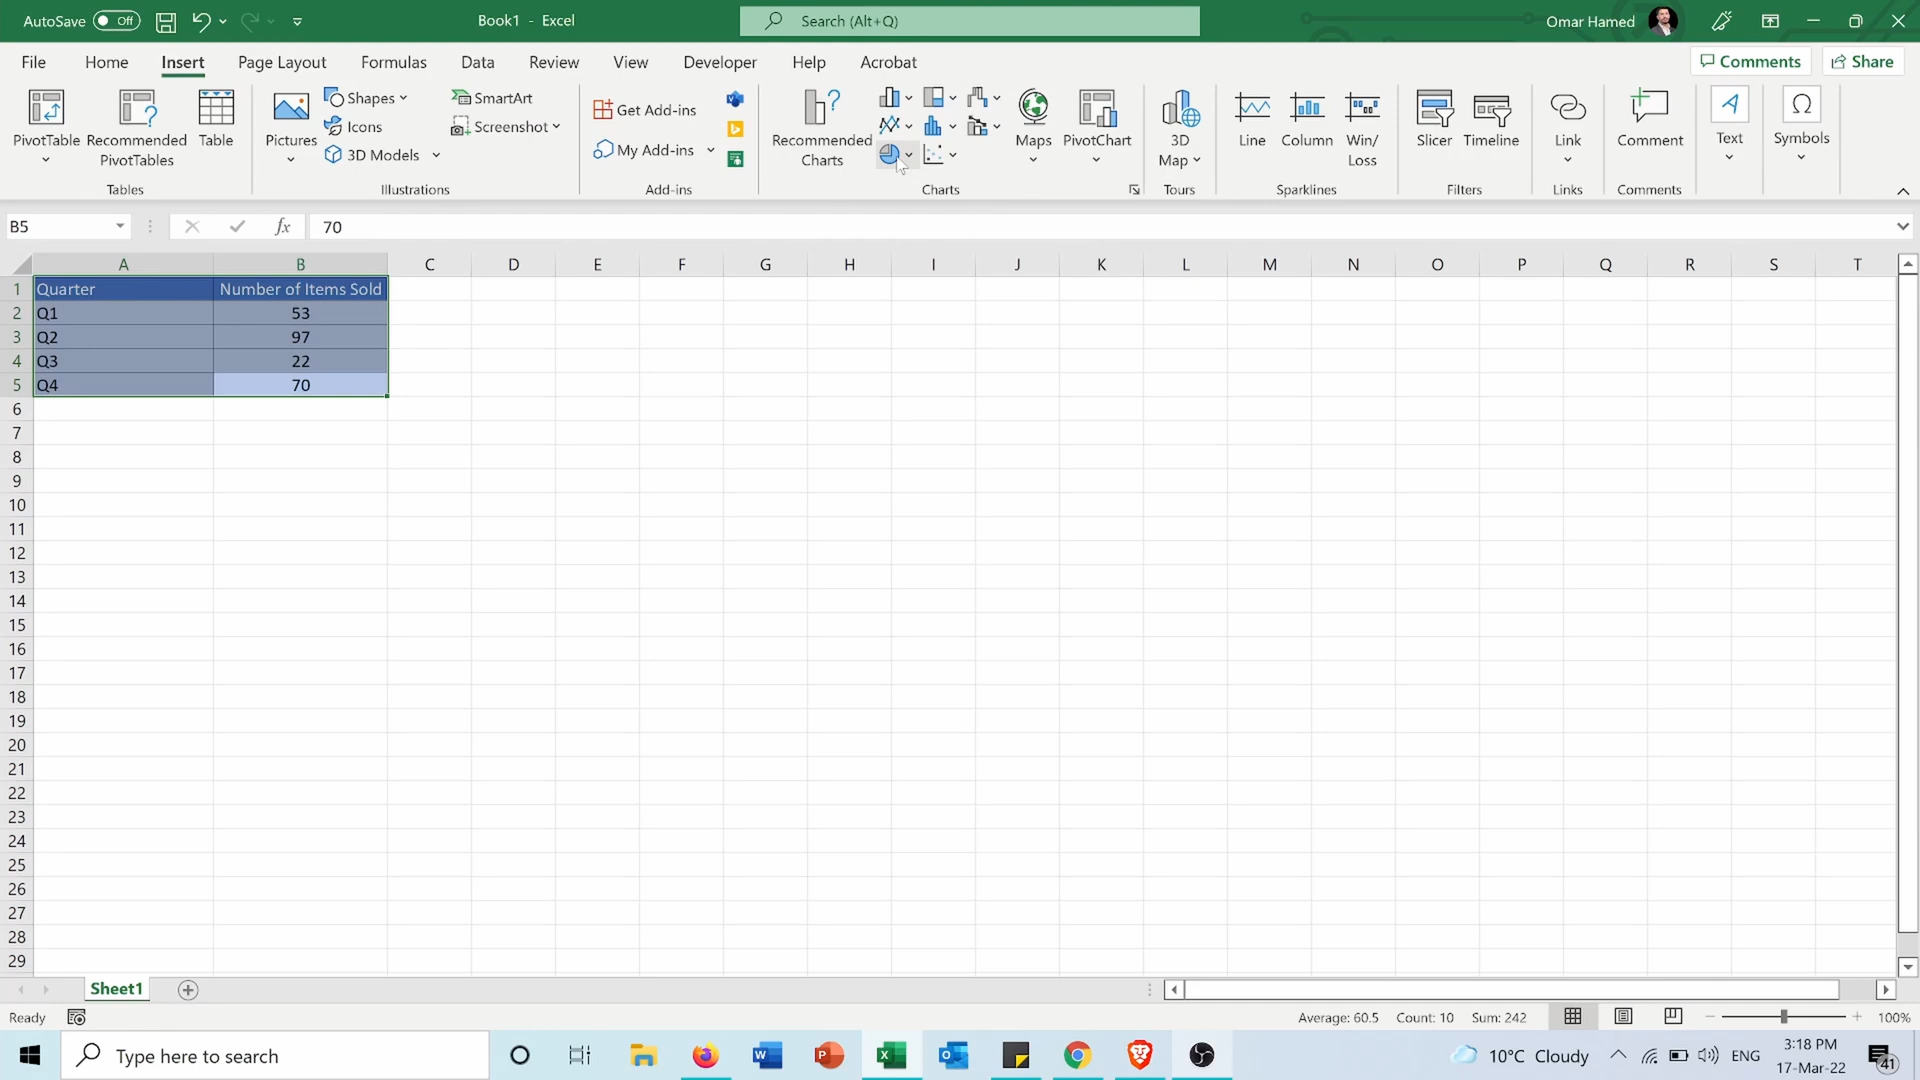 AutoSave Off Book1 - Excel Search (Alt+Q) Omar Hamed
File Home Insert Page Layout Formulas Data Review View Developer Help Acrobat Comments Share
PivotTable Recommended PivotTables Table Pictures Shapes Icons 3D Models SmartArt Screenshot Get Add-ins My Add-ins Recommended Charts Maps PivotChart 3D Map Line Column Win/Loss Slicer Timeline Link Comment Text Symbols
Tables Illustrations Add-ins Charts Tours Sparklines Filters Links Comments
B5 fx 70
A B C D E F G H I J K L M N O P Q R S T
1 Quarter Number of Items Sold
2 Q1 53
3 Q2 97
4 Q3 22
5 Q4 70
6
7
8
9
10
11
12
13
14
15
16
17
18
19
20
21
22
23
24
25
26
27
28
29
Sheet1
Ready Average: 60.5 Count: 10 Sum: 242 100%
Type here to search 10°C Cloudy ENG 3:18 PM
17-Mar-22 41